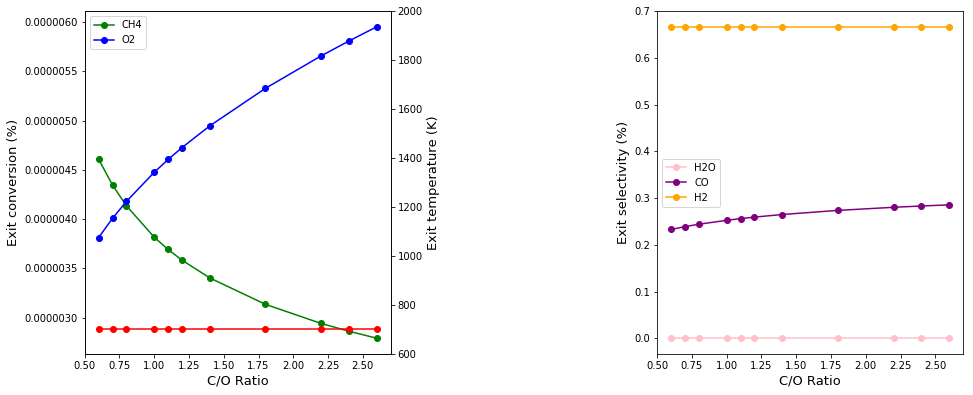 CH4
O2
0.0000060
0.0000055
0.0000050
0.0000045
0.0000040
0.0000035
0.0000030
Exit conversion (%)
2000
1800
1600
1400
1200
1000
800
600
Exit temperature (K)
0.50 0.75 1.00 1.25 1.50 1.75 2.00 2.25 2.50
C/O Ratio
0.7
0.6
0.5
0.4
0.3
0.2
0.1
0.0
Exit selectivity (%)
H2O
CO
H2
0.50 0.75 1.00 1.25 1.50 1.75 2.00 2.25 2.50
C/O Ratio